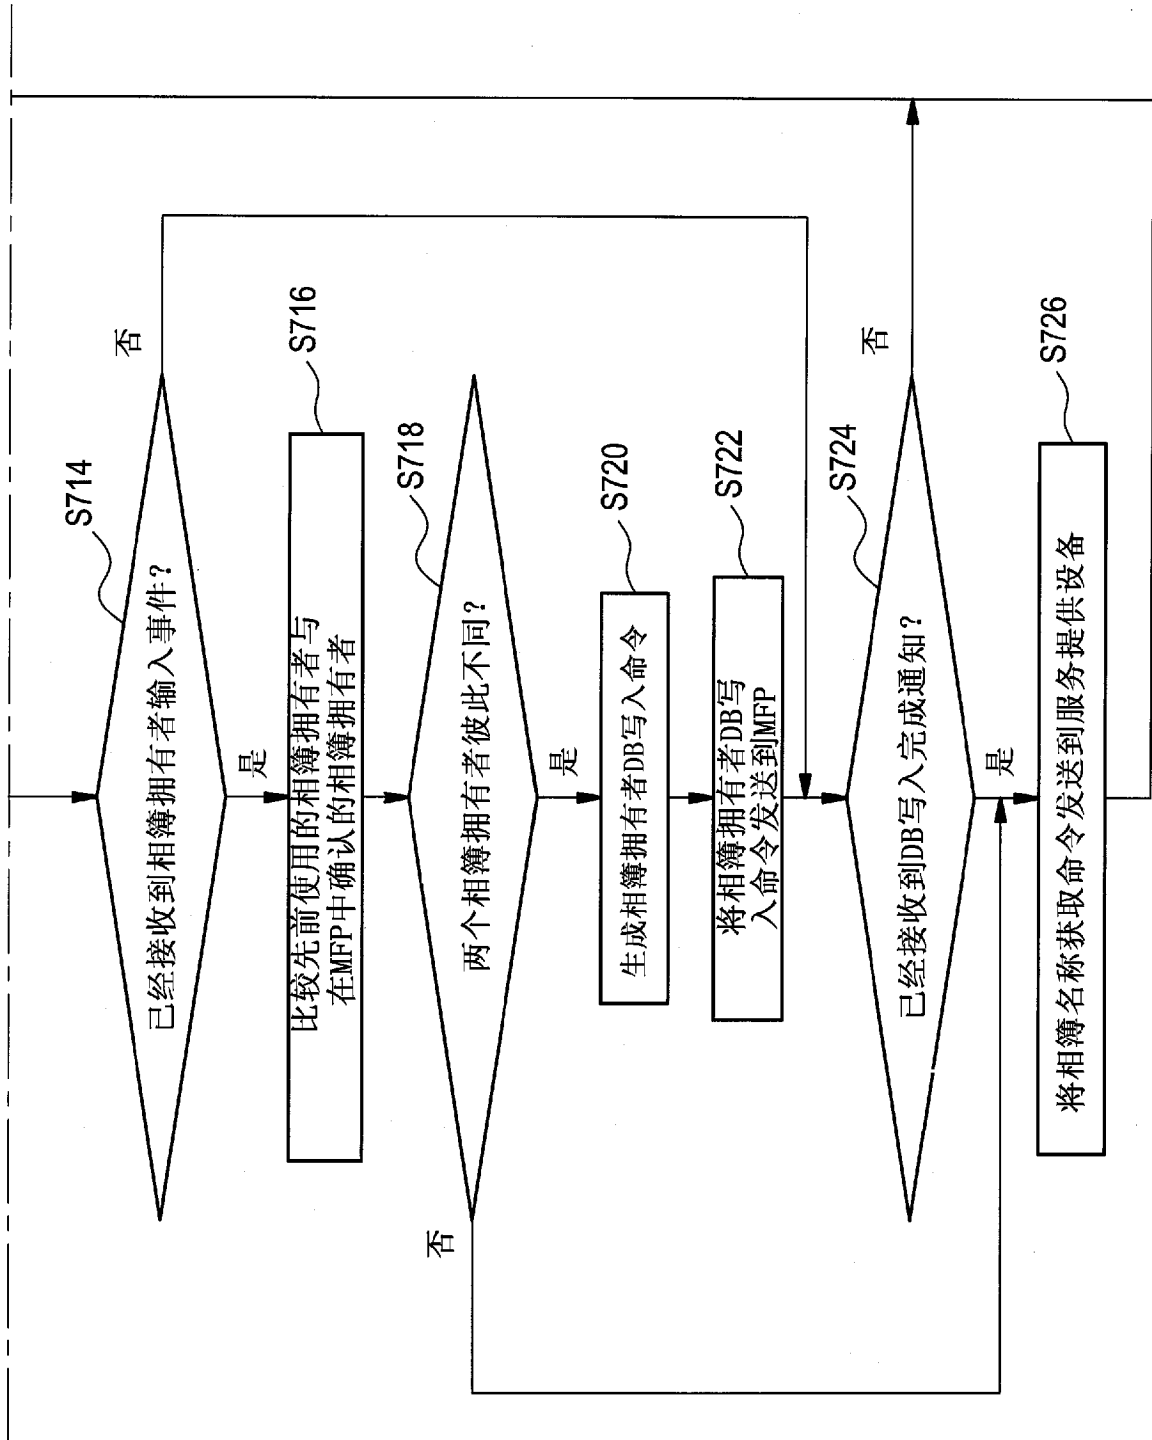 S714
已经接收到相簿拥有者输入事件?
否
是
S716
比较先前使用的相簿拥有者与
在MFP中确认的相簿拥有者
S718
两个相簿拥有者彼此不同?
否
是
S720
生成相簿拥有者DB写入命令
S722
将相簿拥有者DB写
入命令发送到MFP
S724
已经接收到DB写入完成通知?
否
是
S726
将相簿名称获取命令发送到服务提供设备